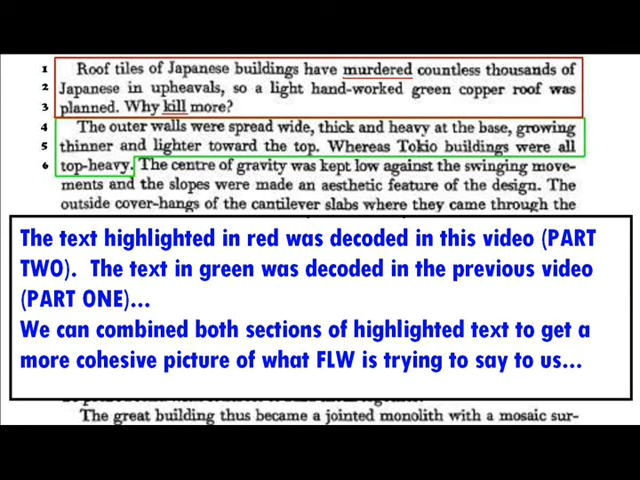 1 Roof tiles of Japanese buildings have murdered countless thousands of
2 Japanese in upheavals, so a light hand-worked green copper roof was
3 planned. Why kill more?
4 The outer walls were spread wide, thick and heavy at the base, growing
5 thinner and lighter toward the top. Whereas Tokio buildings were all
6 top-heavy. The centre of gravity was kept low against the swinging move-
ments and the slopes were made an aesthetic feature of the design. The
outside cover-hangs of the cantilever slabs where they came through the
The text highlighted in red was decoded in this video (PART
TWO). The text in green was decoded in the previous video
(PART ONE)...
We can combined both sections of highlighted text to get a
more cohesive picture of what FLW is trying to say to us...
The great building thus became a jointed monolith with a mosaic sur-